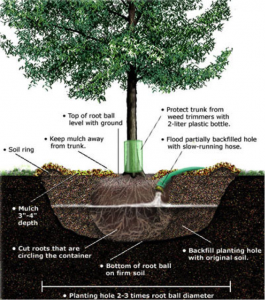 • Top of root ball
level with ground
• Protect trunk from
weed trimmers with
2-liter plastic bottle.
• Keep mulch away
from trunk.
• Flood partially backfilled hole
with slow-running hose.
• Soil ring
• Mulch
3"-4"
depth
• Cut roots that are
circling the container
• Bottom of root ball
on firm soil
• Backfill planting hole
with original soil.
• Planting hole 2-3 times root ball diameter